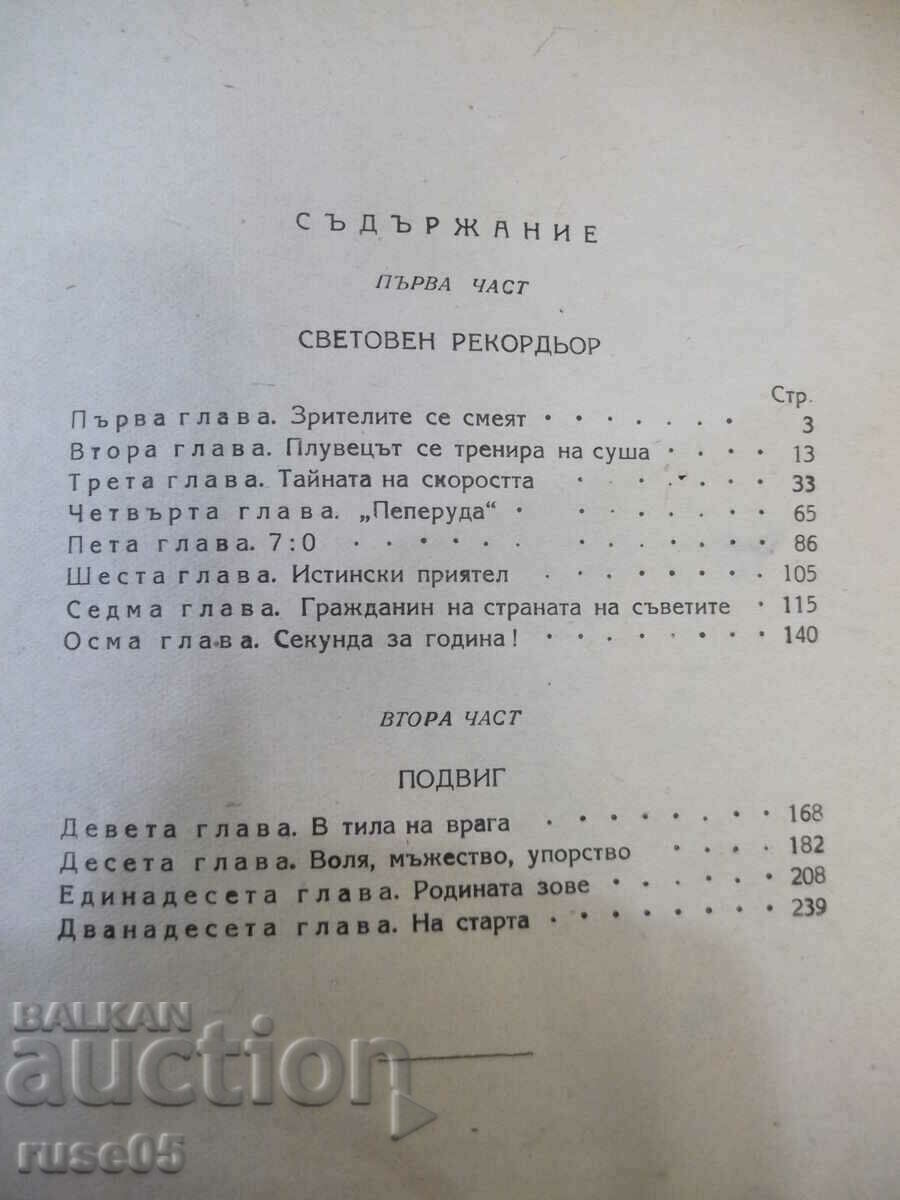 СЪДЪРЖАНИЕ
ПЪРВА ЧАСТ
СВЕТОВЕН РЕКОРДЬОР
Стр.
Първа глава. Зрителите се смеят . . . . . . . 3
Втора глава. Плувецът се тренира на суша . . . . 13
Трета глава. Тайната на скоростта . . . . . . 33
Четвърта глава. „Пеперуда“ . . . . . . . . 65
Пета глава. 7:0 . . . . . . . . . . . . . 86
Шеста глава. Истински приятел . . . . . . . . 105
Седма глава. Гражданин на страната на съветите . 115
Осма глава. Секунда за година! . . . . . . . . 140
ВТОРА ЧАСТ
ПОДВИГ
Девета глава. В тила на врага . . . . . . . . 168
Десета глава. Воля, мъжество, упорство . . . . 182
Единадесета глава. Родината зове . . . . . . 208
Дванадесета глава. На старта . . . . . . . . 239
BALKAN
auction
ruse05